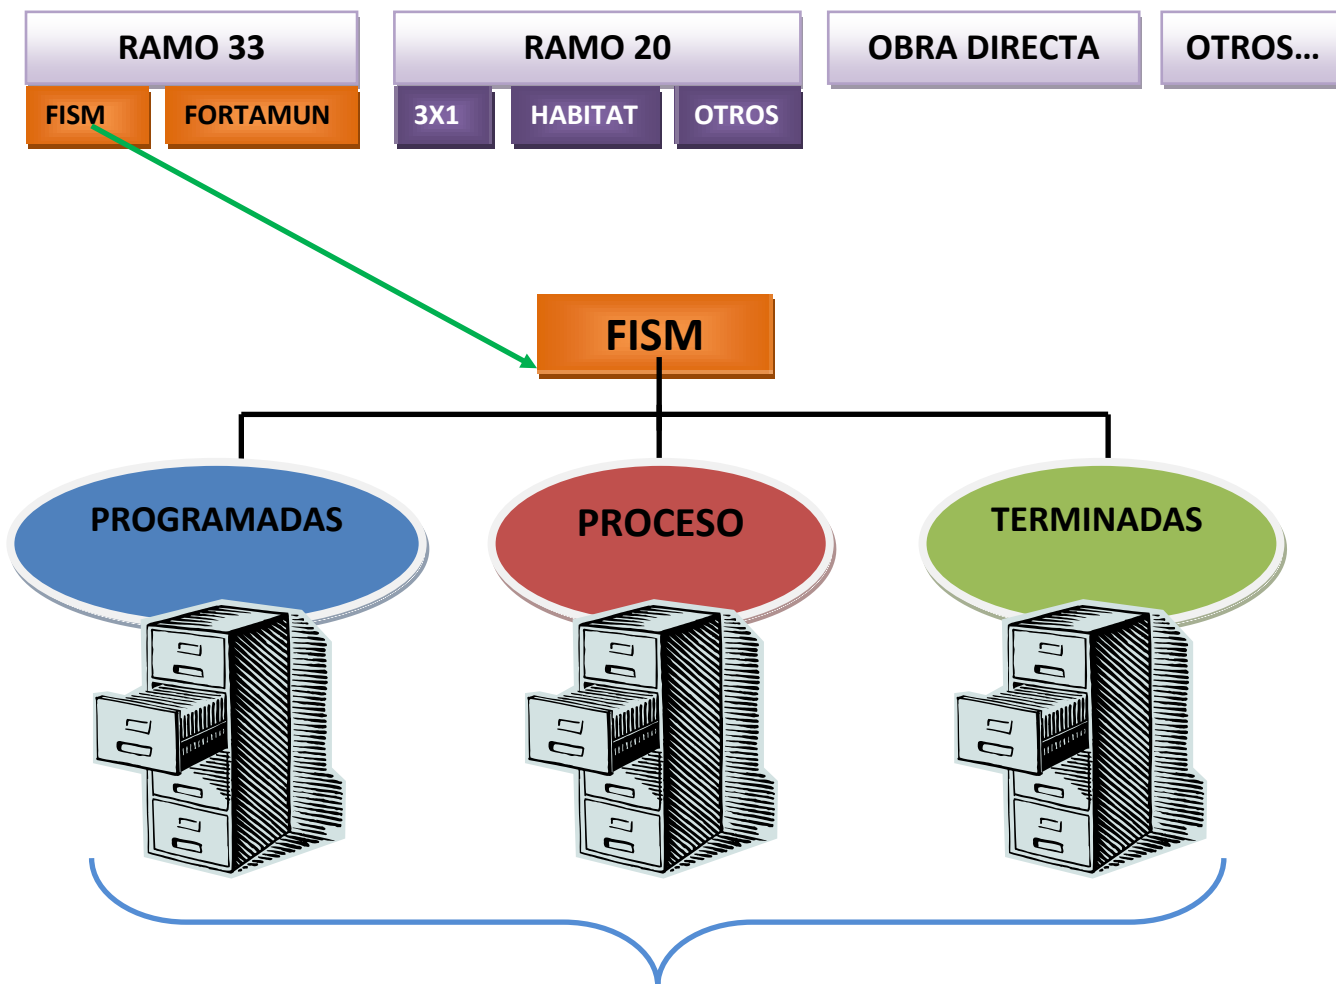 RAMO 33
RAMO 20
OBRA DIRECTA
OTROS...
FISM
FORTAMUN
3X1
HABITAT
OTROS
FISM
PROGRAMADAS
PROCESO
TERMINADAS